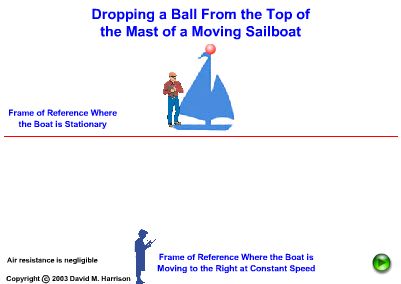 Dropping a Ball From the Top of
the Mast of a Moving Sailboat
Frame of Reference Where
the Boat is Stationary
Frame of Reference Where the Boat is
Moving to the Right at Constant Speed
Air resistance is negligible
Copyright © 2003 David M. Harrison